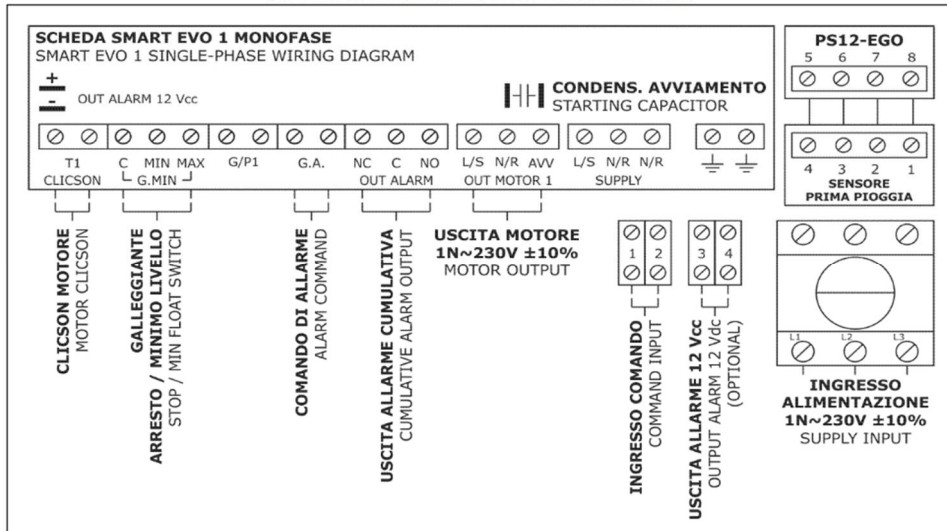 SCHEDA SMART EVO 1 MONOFASE
SMART EVO 1 SINGLE-PHASE WIRING DIAGRAM
+
-
OUT ALARM 12 Vcc
CONDENS. AVVIAMENTO
STARTING CAPACITOR
T1 C MIN MAX G/P1 G.A. NC C NO L/S N/R AVV L/S N/R N/R
CLICSON G.MIN OUT ALARM OUT MOTOR 1 SUPPLY
PS12-EGO
5 6 7 8
4 3 2 1
SENSORE
PRIMA PIOGGIA
CLICSON MOTORE
MOTOR CLICSON
GALLEGGIANTE
ARRESTO / MINIMO LIVELLO
STOP / MIN FLOAT SWITCH
COMANDO DI ALLARME
ALARM COMMAND
USCITA ALLARME CUMULATIVA
CUMULATIVE ALARM OUTPUT
USCITA MOTORE
1N~230V ±10%
MOTOR OUTPUT
1 2
INGRESSO COMANDO
COMMAND INPUT
3 4
USCITA ALLARME 12 Vcc
OUTPUT ALARM 12 Vdc
(OPTIONAL)
L1 L2 L3
INGRESSO
ALIMENTAZIONE
1N~230V ±10%
SUPPLY INPUT